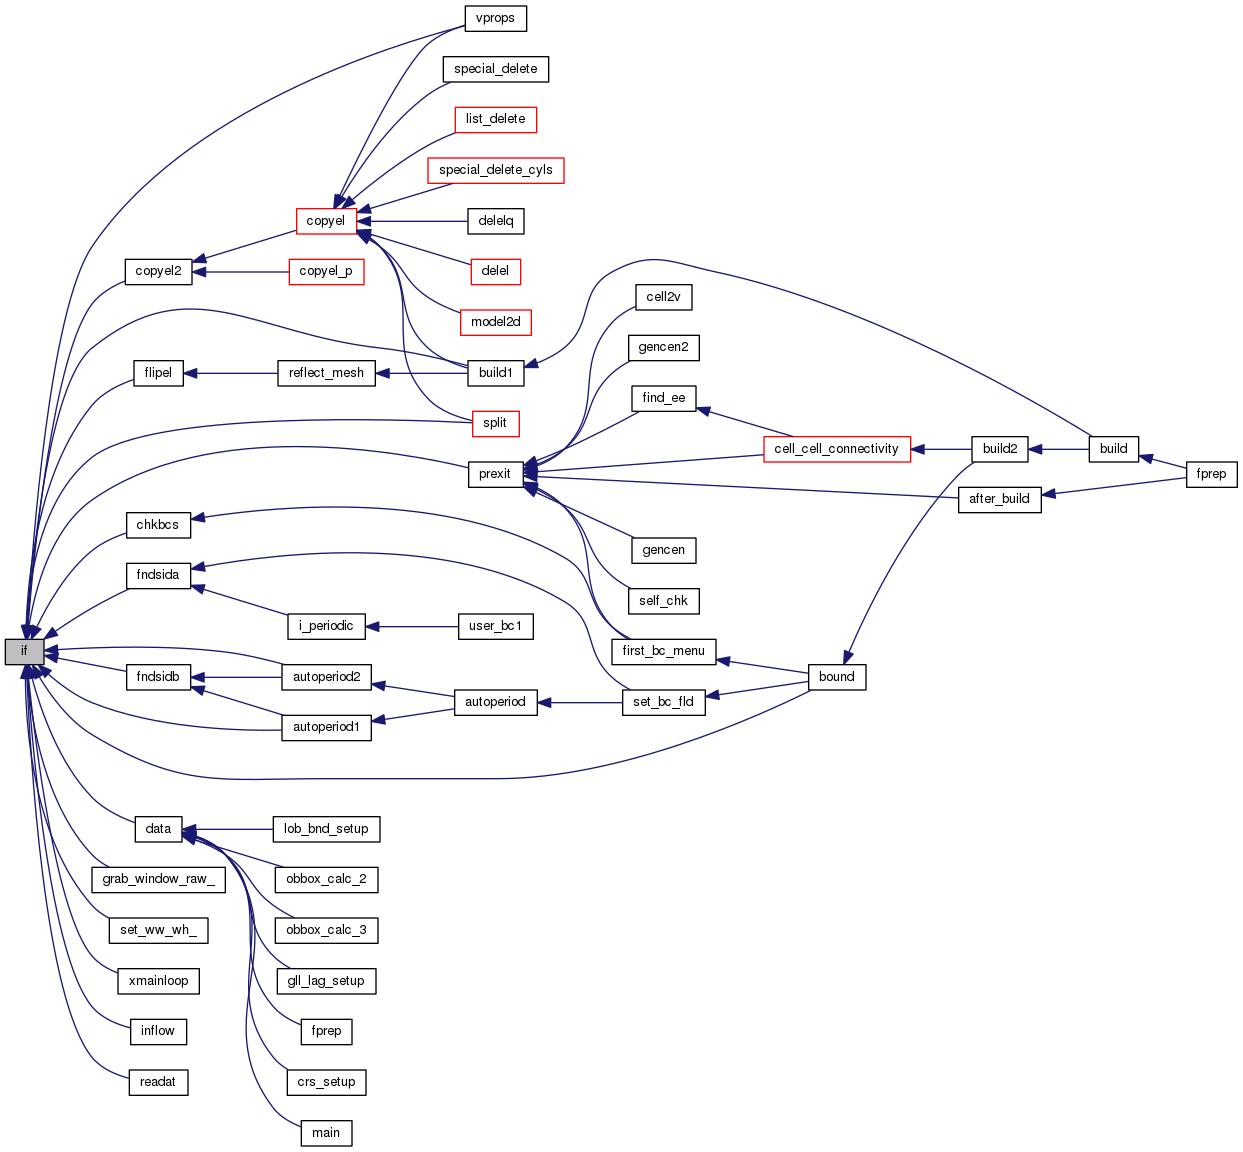 vprops
special_delete
list_delete
special_delete_cyls
copyel
delelq
copyel2
copyel_p
delel
cell2v
model2d
gencen2
flipel
reflect_mesh
build1
find_ee
split
cell_cell_connectivity
build2
build
prexit
fprep
after_build
chkbcs
gencen
fndsida
self_chk
i_periodic
user_bc1
if
first_bc_menu
fndsidb
autoperiod2
bound
autoperiod
set_bc_fld
autoperiod1
data
lob_bnd_setup
grab_window_raw_
obbox_calc_2
set_ww_wh_
obbox_calc_3
xmainloop
gll_lag_setup
inflow
fprep
readat
crs_setup
main